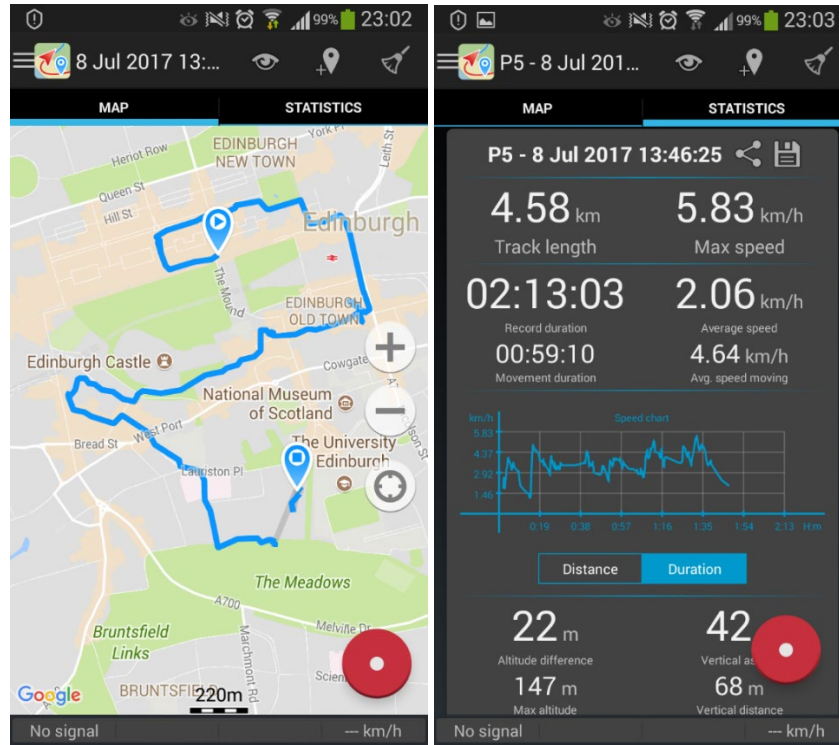 99% 23:02
8 Jul 2017 13:...
MAP STATISTICS
York
EDINBURGH
NEW TOWN
Heriot Row
Leith St
Queen St
Hill St
Edinburgh
The Mound
EDINBURGH
OLD TOWN
Edinburgh Castle
Cowgate
National Museum
of Scotland
West Port
Bread St
The University
Edinburgh
Lauriston Pl
The Meadows
A700
Melville Dr
Bruntsfield
Links
Marchmont Rd
Google
220m
No signal --- km/h
99% 23:03
P5 - 8 Jul 201...
MAP STATISTICS
P5 - 8 Jul 2017 13:46:25
4.58 km 5.83 km/h
Track length Max speed
02:13:03 2.06 km/h
Record duration Average speed
00:59:10 4.64 km/h
Movement duration Avg. speed moving
km/h Speed chart
5.83
4.37
2.92
1.46
0:19 0:38 0:57 1:16 1:35 1:54 2:13 H:m
Distance Duration
22 m 42
Altitude difference Vertical as
147 m 68 m
Max altitude Vertical distance
No signal --- km/h